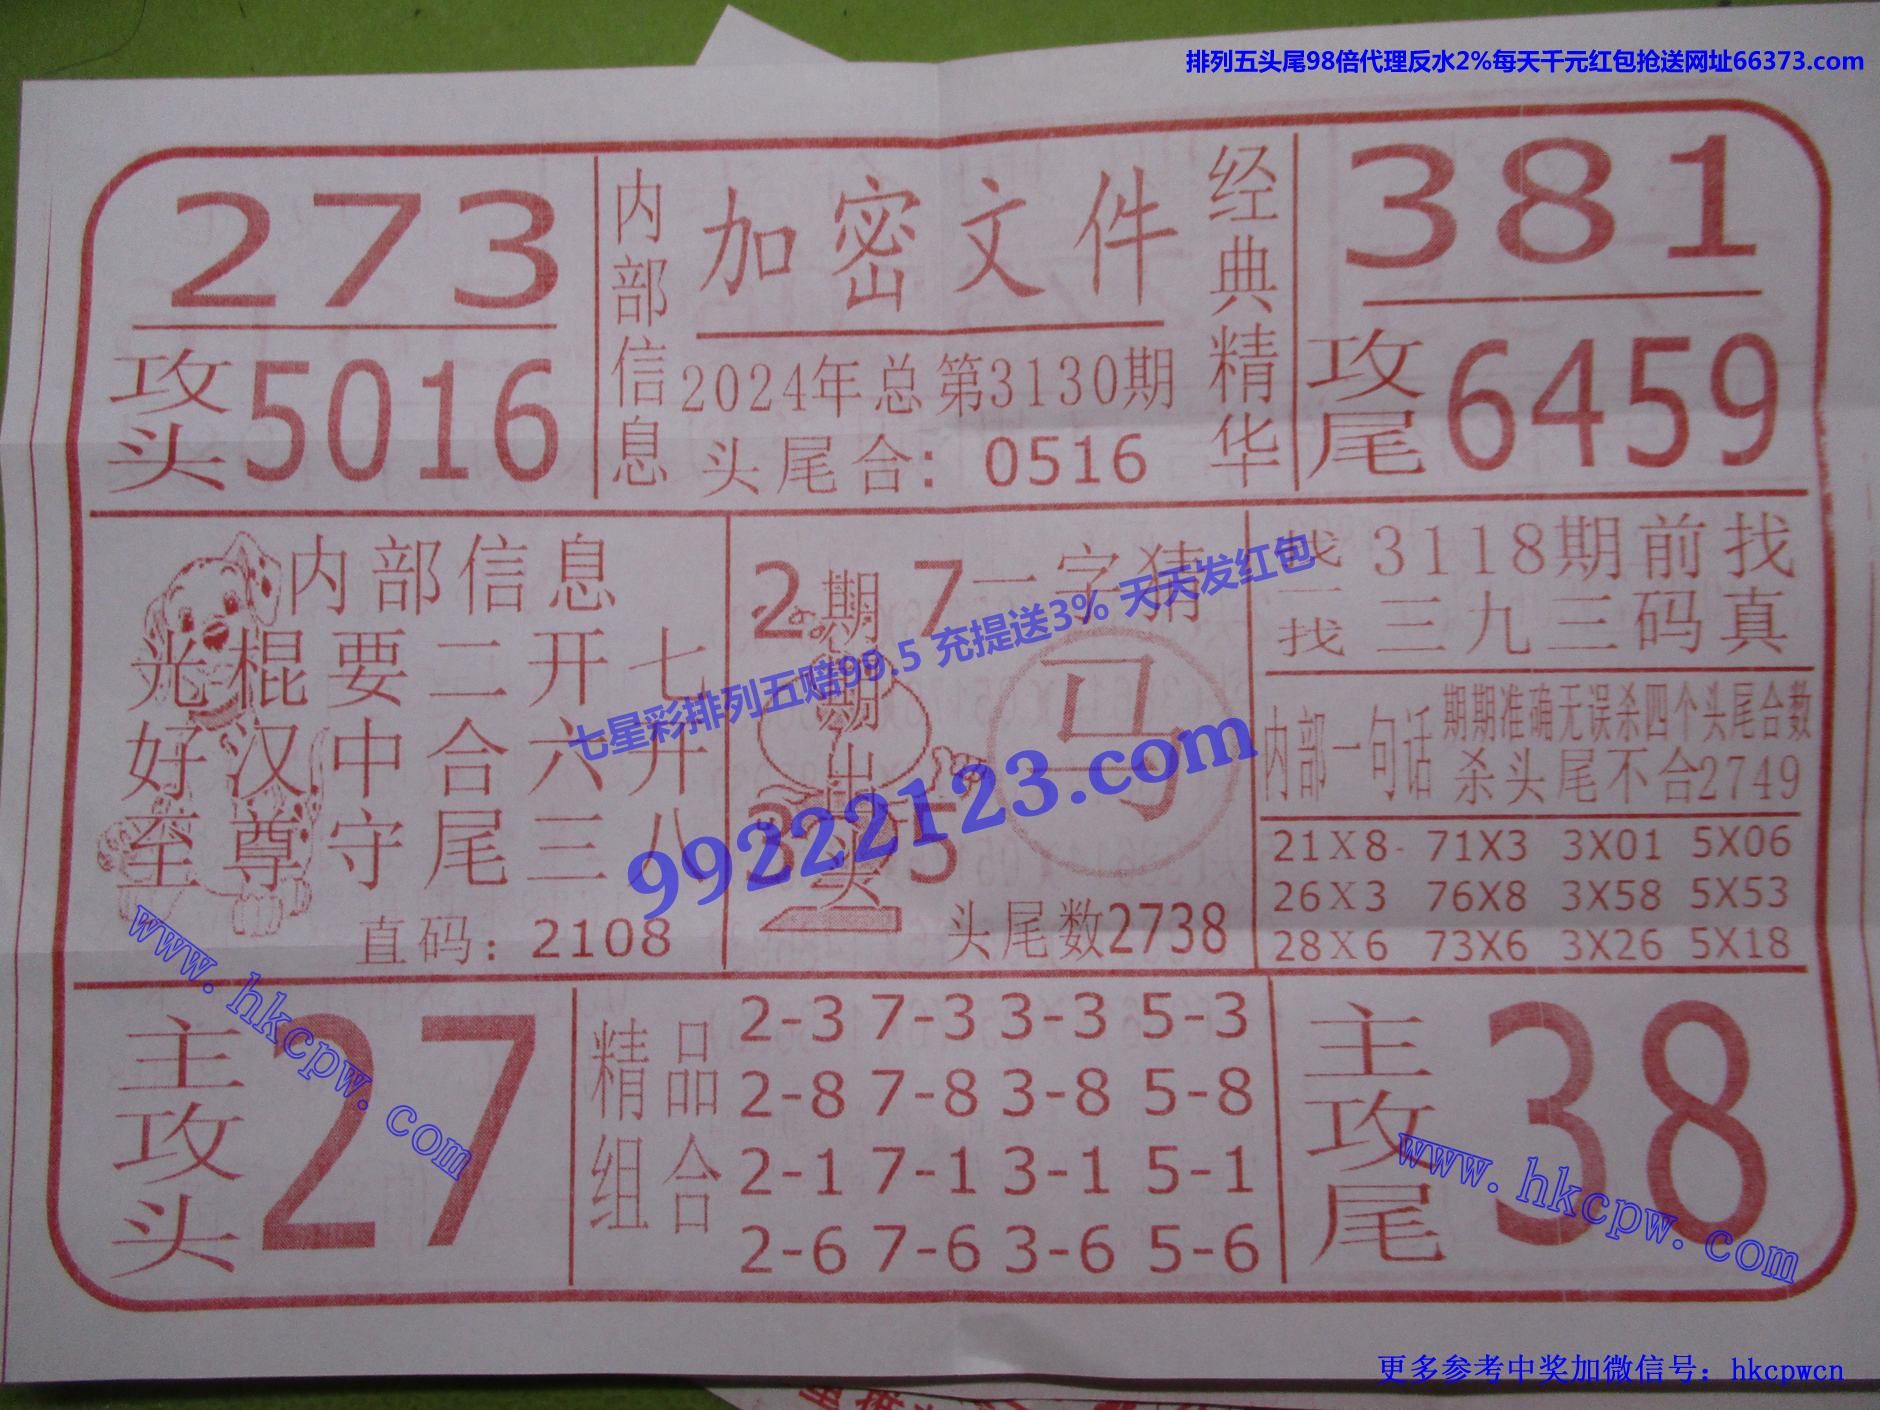 排列五头尾98倍代理反水2%每天千元红包抢送网址66373.com
273
攻头5016
内部信息
加密文件
2024年总第3130期
头尾合：0516
经典精华
381
攻尾6459
内部信息
光棍要二开七
好汉中合六开
至尊守尾三八
直码：2108
2 7
期期出头
3 5
一字猜
马
头尾数2738
找一找
3118期前找
三九三码真
内部一句话
期期准确无误杀四个头尾合数
杀头尾不合2749
21X8 71X3 3X01 5X06
26X3 76X8 3X58 5X53
28X6 73X6 3X26 5X18
七星彩排列五赔99.5 充提送3% 天天发红包
99222123.com
www.hkcpw.com
主攻头
27
精品组合
2-3 7-3 3-3 5-3
2-8 7-8 3-8 5-8
2-1 7-1 3-1 5-1
2-6 7-6 3-6 5-6
主攻尾
38
www.hkcpw.com
更多参考中奖加微信号：hkcpwcn